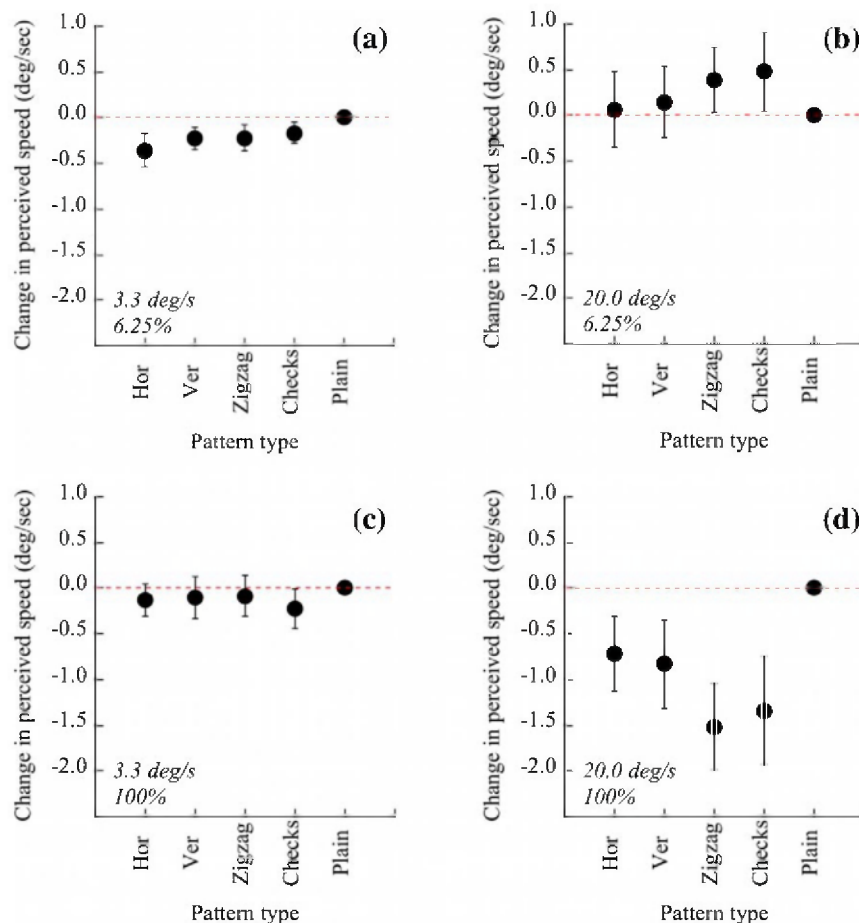 Change in perceived speed (deg/sec)
1.0
0.5
0.0
-0.5
-1.0
-1.5
-2.0
(a)
3.3 deg/s
6.25%
Hor
Ver
Zigzag
Checks
Plain
Pattern type
Change in perceived speed (deg/sec)
1.0
0.5
0.0
-0.5
-1.0
-1.5
-2.0
(b)
20.0 deg/s
6.25%
Hor
Ver
Zigzag
Checks
Plain
Pattern type
Change in perceived speed (deg/sec)
1.0
0.5
0.0
-0.5
-1.0
-1.5
-2.0
(c)
3.3 deg/s
100%
Hor
Ver
Zigzag
Checks
Plain
Pattern type
Change in perceived speed (deg/sec)
1.0
0.5
0.0
-0.5
-1.0
-1.5
-2.0
(d)
20.0 deg/s
100%
Hor
Ver
Zigzag
Checks
Plain
Pattern type